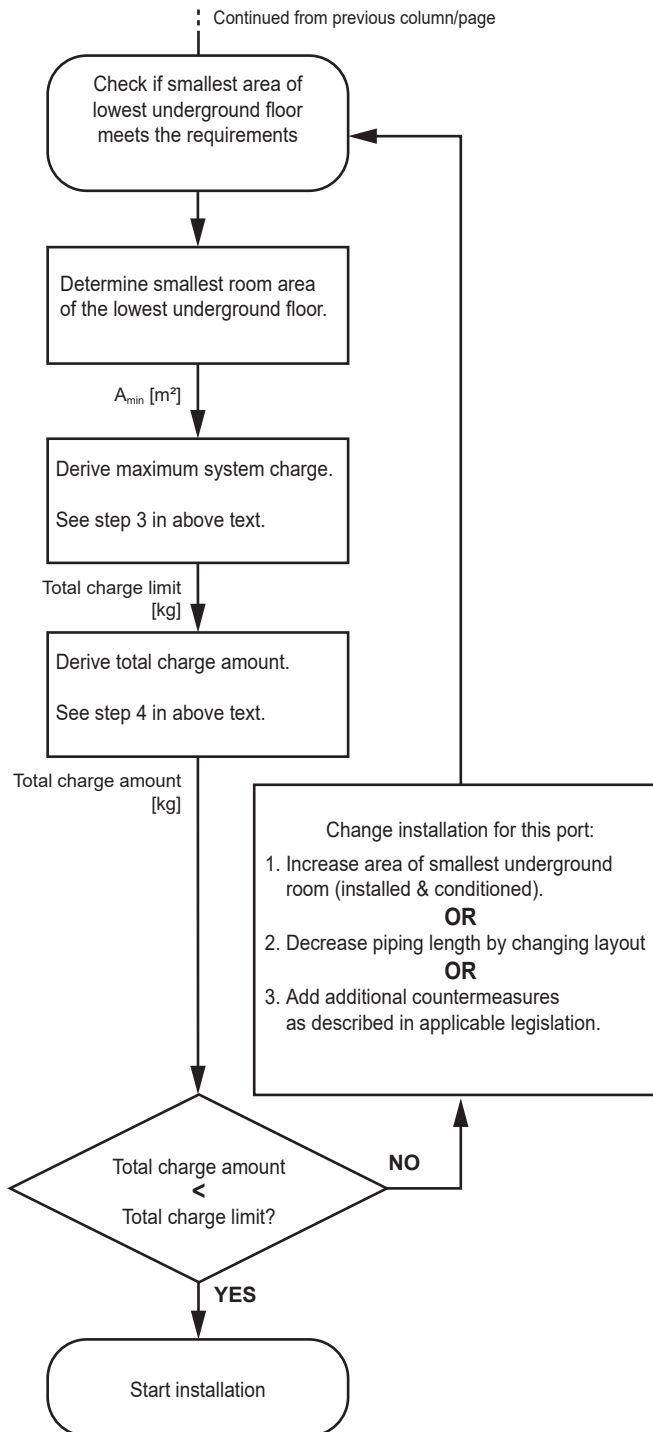 Continued from previous column/page
Check if smallest area of
lowest underground floor
meets the requirements
Determine smallest room area
of the lowest underground floor.
Amin [m²]
Derive maximum system charge.
See step 3 in above text.
Total charge limit
[kg]
Derive total charge amount.
See step 4 in above text.
Total charge amount
[kg]
Change installation for this port:
1. Increase area of smallest underground
room (installed & conditioned).
OR
2. Decrease piping length by changing layout
OR
3. Add additional countermeasures
as described in applicable legislation.
Total charge amount
<
Total charge limit?
NO
YES
Start installation